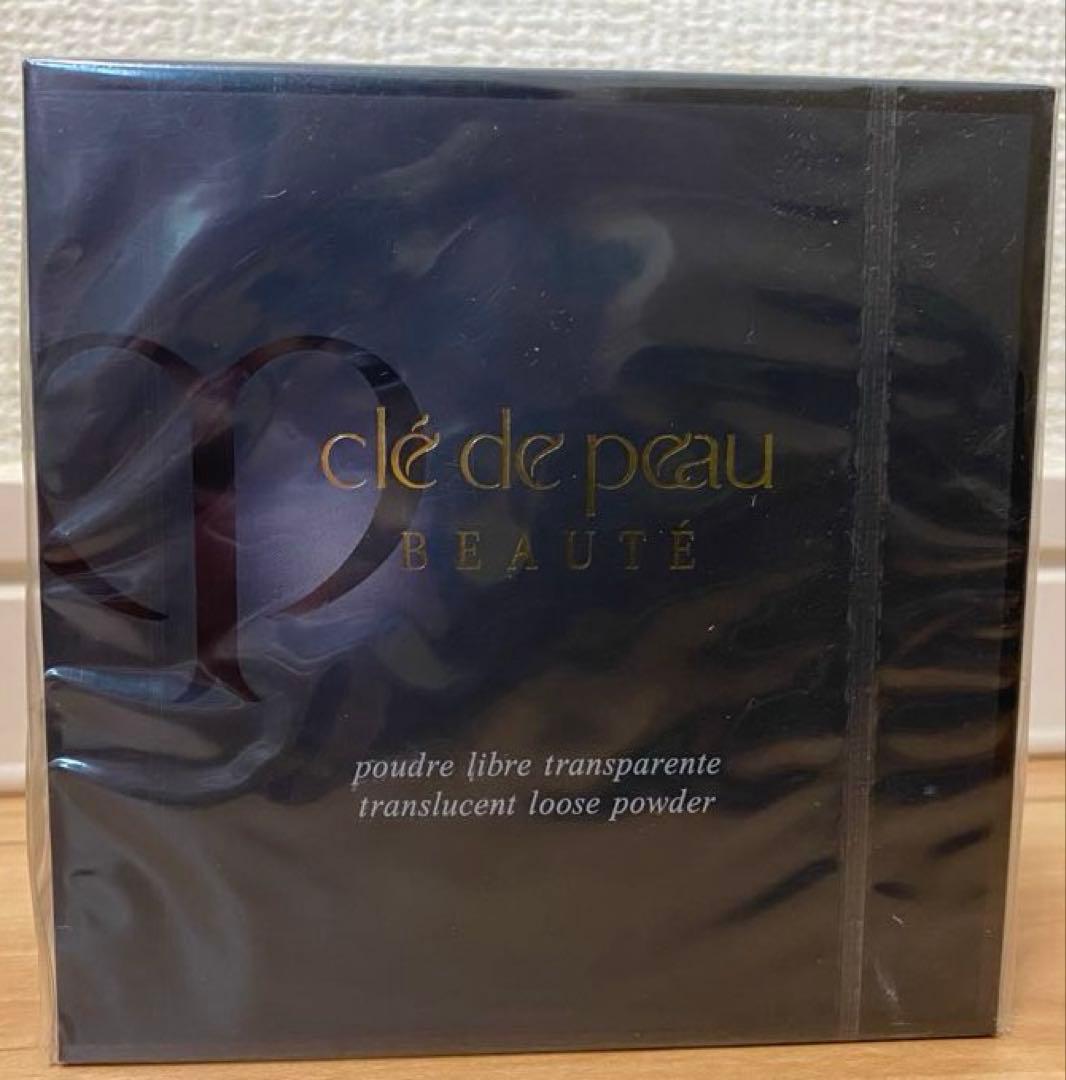 clé de peau
BEAUTÉ
poudre libre transparente
translucent loose powder